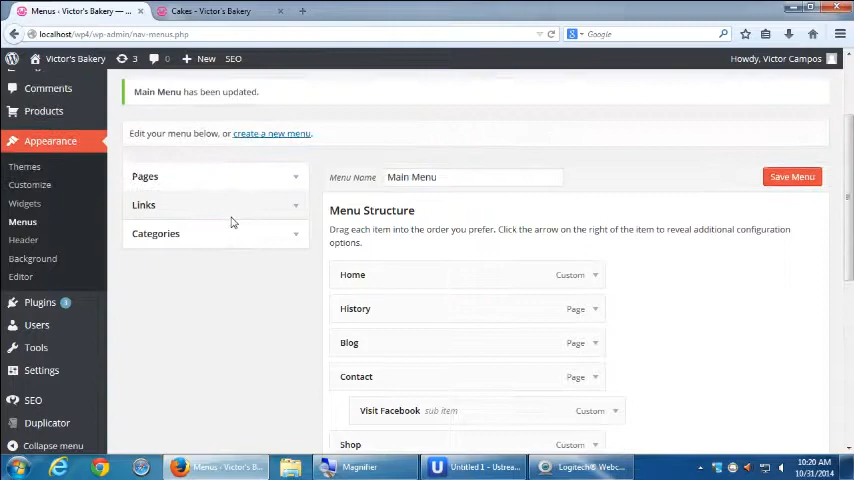 Menus ‹ Victor's Bakery — ...
Cakes - Victor's Bakery
localhost/wp4/wp-admin/nav-menus.php
Google
Victor's Bakery
3
0
New
SEO
Howdy, Victor Campos
Comments
Products
Appearance
Themes
Customize
Widgets
Menus
Header
Background
Editor
Plugins 3
Users
Tools
Settings
SEO
Duplicator
Collapse menu
Main Menu has been updated.
Edit your menu below, or create a new menu.
Pages
Links
Categories
Menu Name
Main Menu
Save Menu
Menu Structure
Drag each item into the order you prefer. Click the arrow on the right of the item to reveal additional configuration
options.
Home Custom
History Page
Blog Page
Contact Page
Visit Facebook sub item Custom
Shop Custom
Menus ‹ Victor's B...
Magnifier
Untitled 1 - Ustrea...
Logitech® Webc...
10:20 AM
10/31/2014